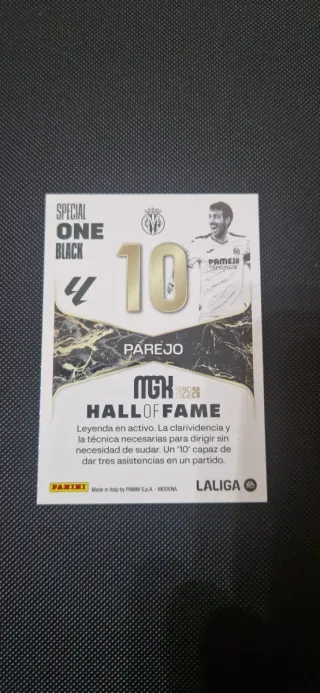 SPECIAL
ONE
BLACK
10
PAMESA
PAREJO
MGK 2025/26
HALL OF FAME
Leyenda en activo. La clarividencia y
la técnica necesarias para dirigir sin
necesidad de sudar. Un "10" capaz de
dar tres asistencias en un partido.
PANINI
Made in Italy by PANINI S.p.A. - MODENA
LALIGA